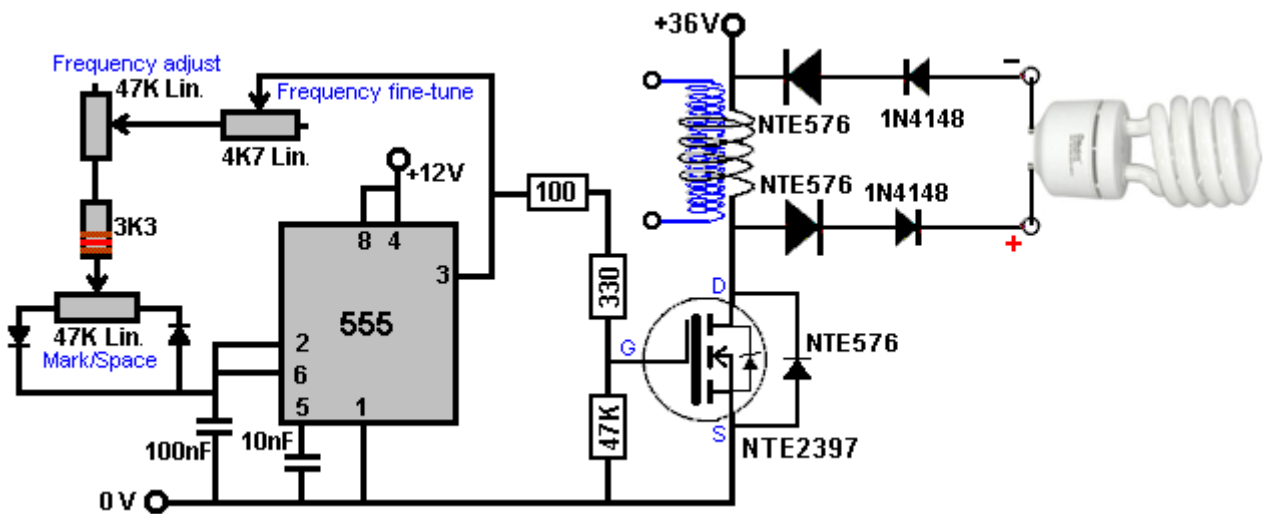 +36V
Frequency adjust
47K Lin.
Frequency fine-tune
4K7 Lin.
−
NTE576
1N4148
+12V
100
NTE576
1N4148
3K3
8 4
3
+
330
D
555
47K Lin.
Mark/Space
2
6
G
NTE576
5 1
100nF
10nF
47K
S
NTE2397
0 V